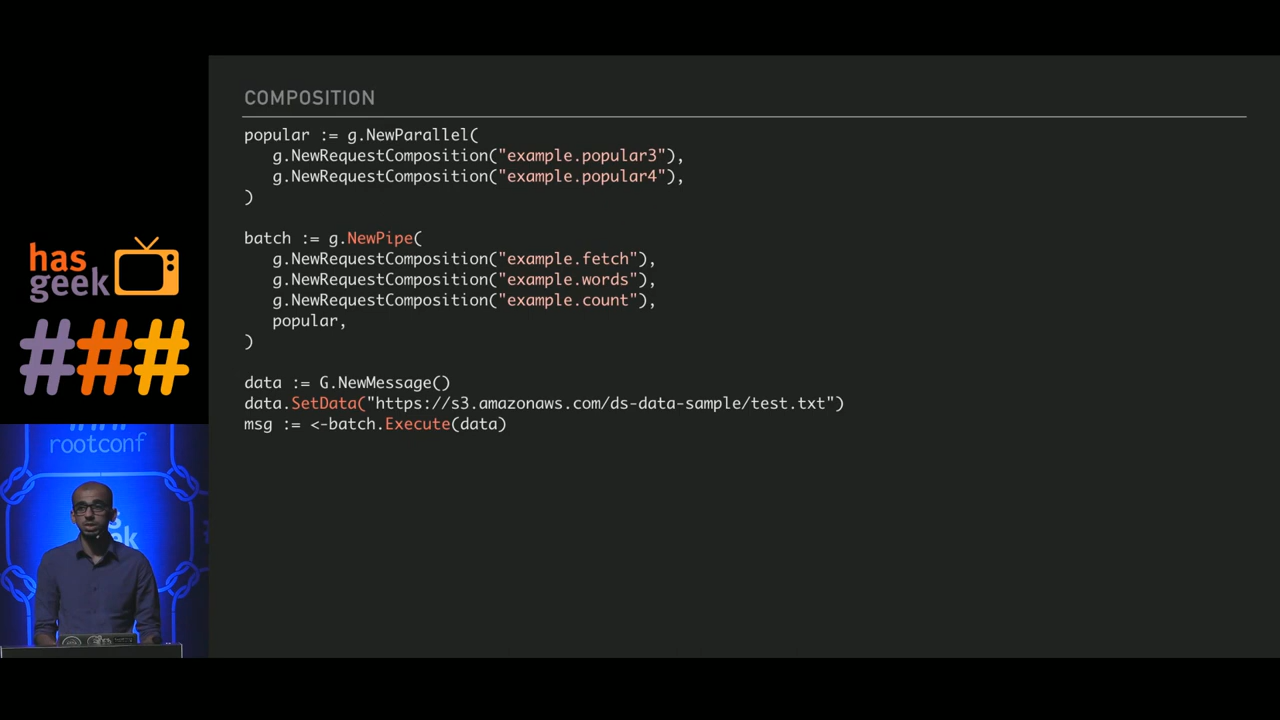 COMPOSITION
popular := g.NewParallel(
g.NewRequestComposition("example.popular3"),
g.NewRequestComposition("example.popular4"),
)
batch := g.NewPipe(
g.NewRequestComposition("example.fetch"),
g.NewRequestComposition("example.words"),
g.NewRequestComposition("example.count"),
popular,
)
data := G.NewMessage()
data.SetData("https://s3.amazonaws.com/ds-data-sample/test.txt")
msg := <-batch.Execute(data)
has
geek
###
rootconf